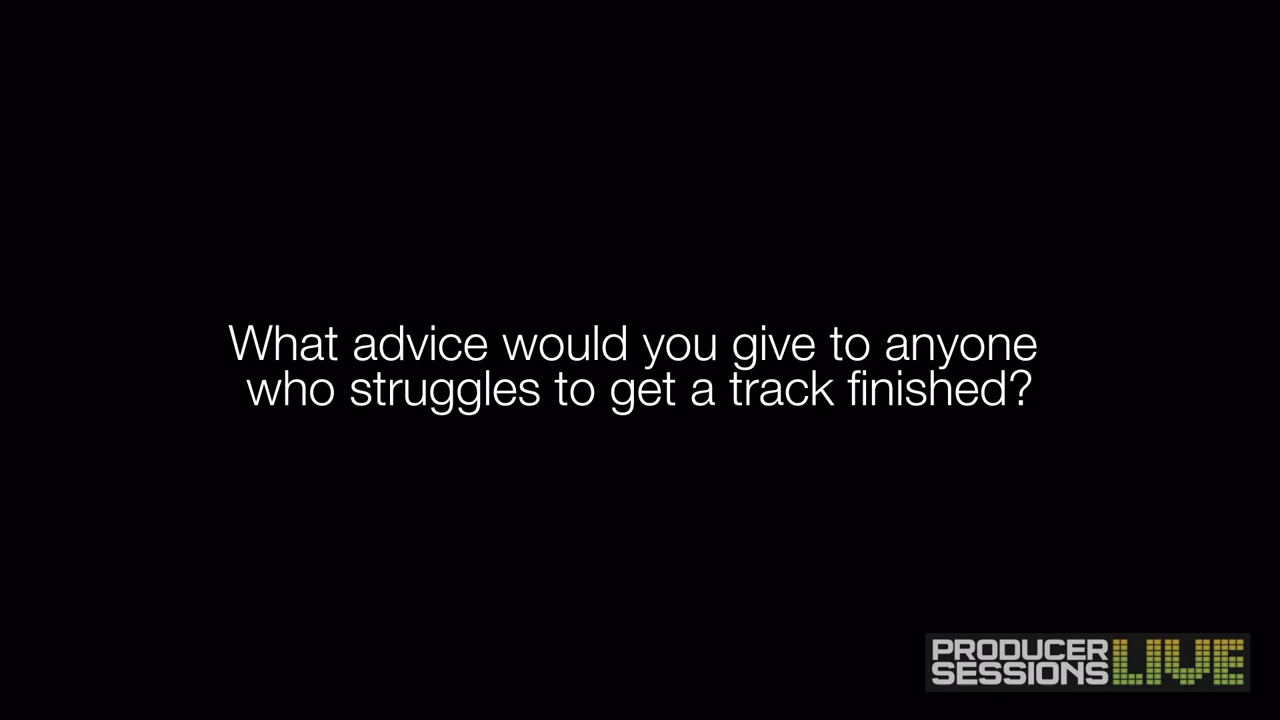 What advice would you give to anyone
who struggles to get a track finished?
PRODUCER
SESSIONS LIVE